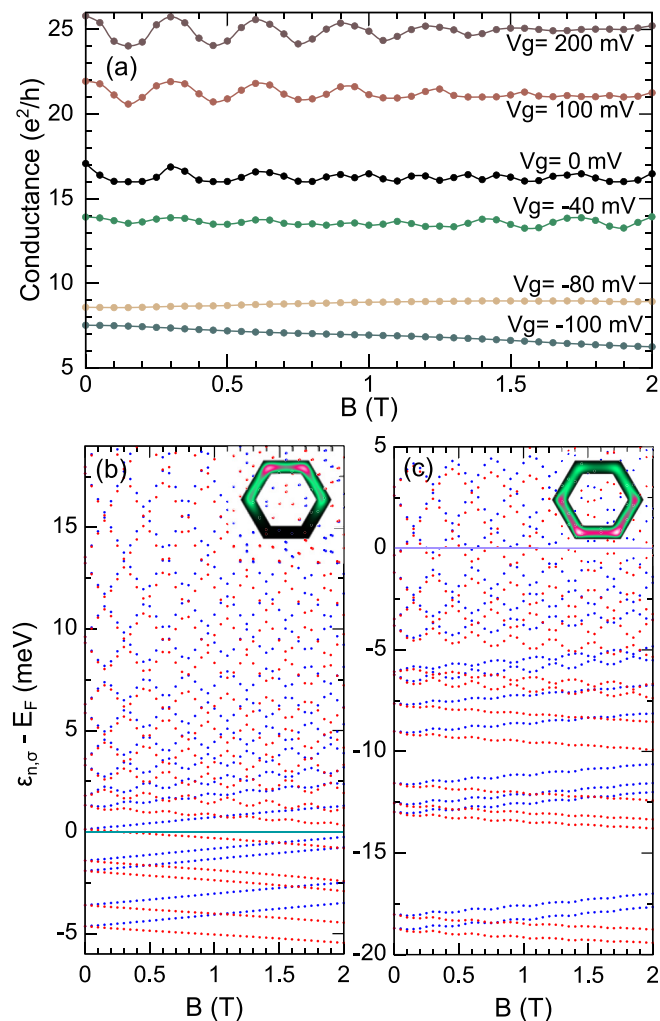 25
20
15
10
5
Conductance (e²/h)
(a)
Vg= 200 mV
Vg= 100 mV
Vg= 0 mV
Vg= -40 mV
Vg= -80 mV
Vg= -100 mV
0
0.5
1
1.5
2
B (T)
(b)
15
10
5
0
-5
εn,σ - EF (meV)
0
0.5
1
1.5
2
B (T)
(c)
5
0
-5
-10
-15
-20
0
0.5
1
1.5
2
B (T)